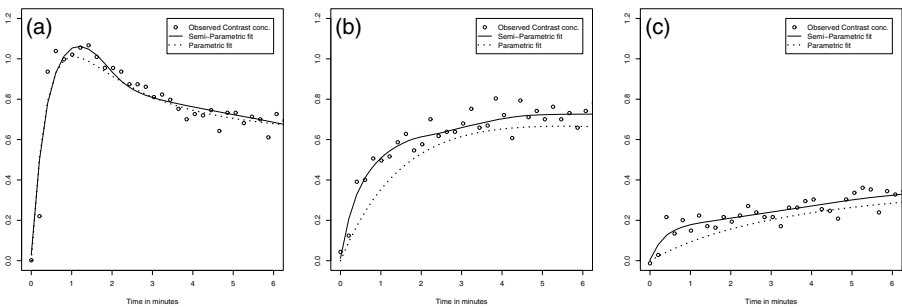 (a)
Observed Contrast conc.
Semi-Parametric fit
Parametric fit
1.2
1.0
0.8
0.6
0.4
0.2
0.0
0 1 2 3 4 5 6
Time in minutes
(b)
Observed Contrast conc.
Semi-Parametric fit
Parametric fit
1.2
1.0
0.8
0.6
0.4
0.2
0.0
0 1 2 3 4 5 6
Time in minutes
(c)
Observed Contrast conc.
Semi-Parametric fit
Parametric fit
1.2
1.0
0.8
0.6
0.4
0.2
0.0
0 1 2 3 4 5 6
Time in minutes